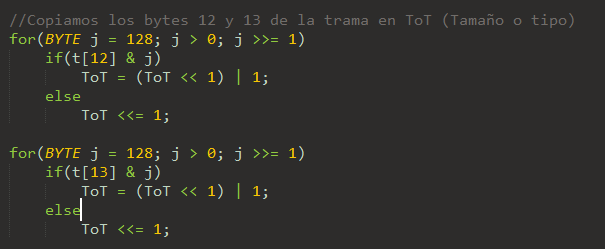 //Copiamos los bytes 12 y 13 de la trama en ToT (Tamaño o tipo)
for(BYTE j = 128; j > 0; j >>= 1)
    if(t[12] & j)
        ToT = (ToT << 1) | 1;
    else
        ToT <<= 1;

for(BYTE j = 128; j > 0; j >>= 1)
    if(t[13] & j)
        ToT = (ToT << 1) | 1;
    else
        ToT <<= 1;